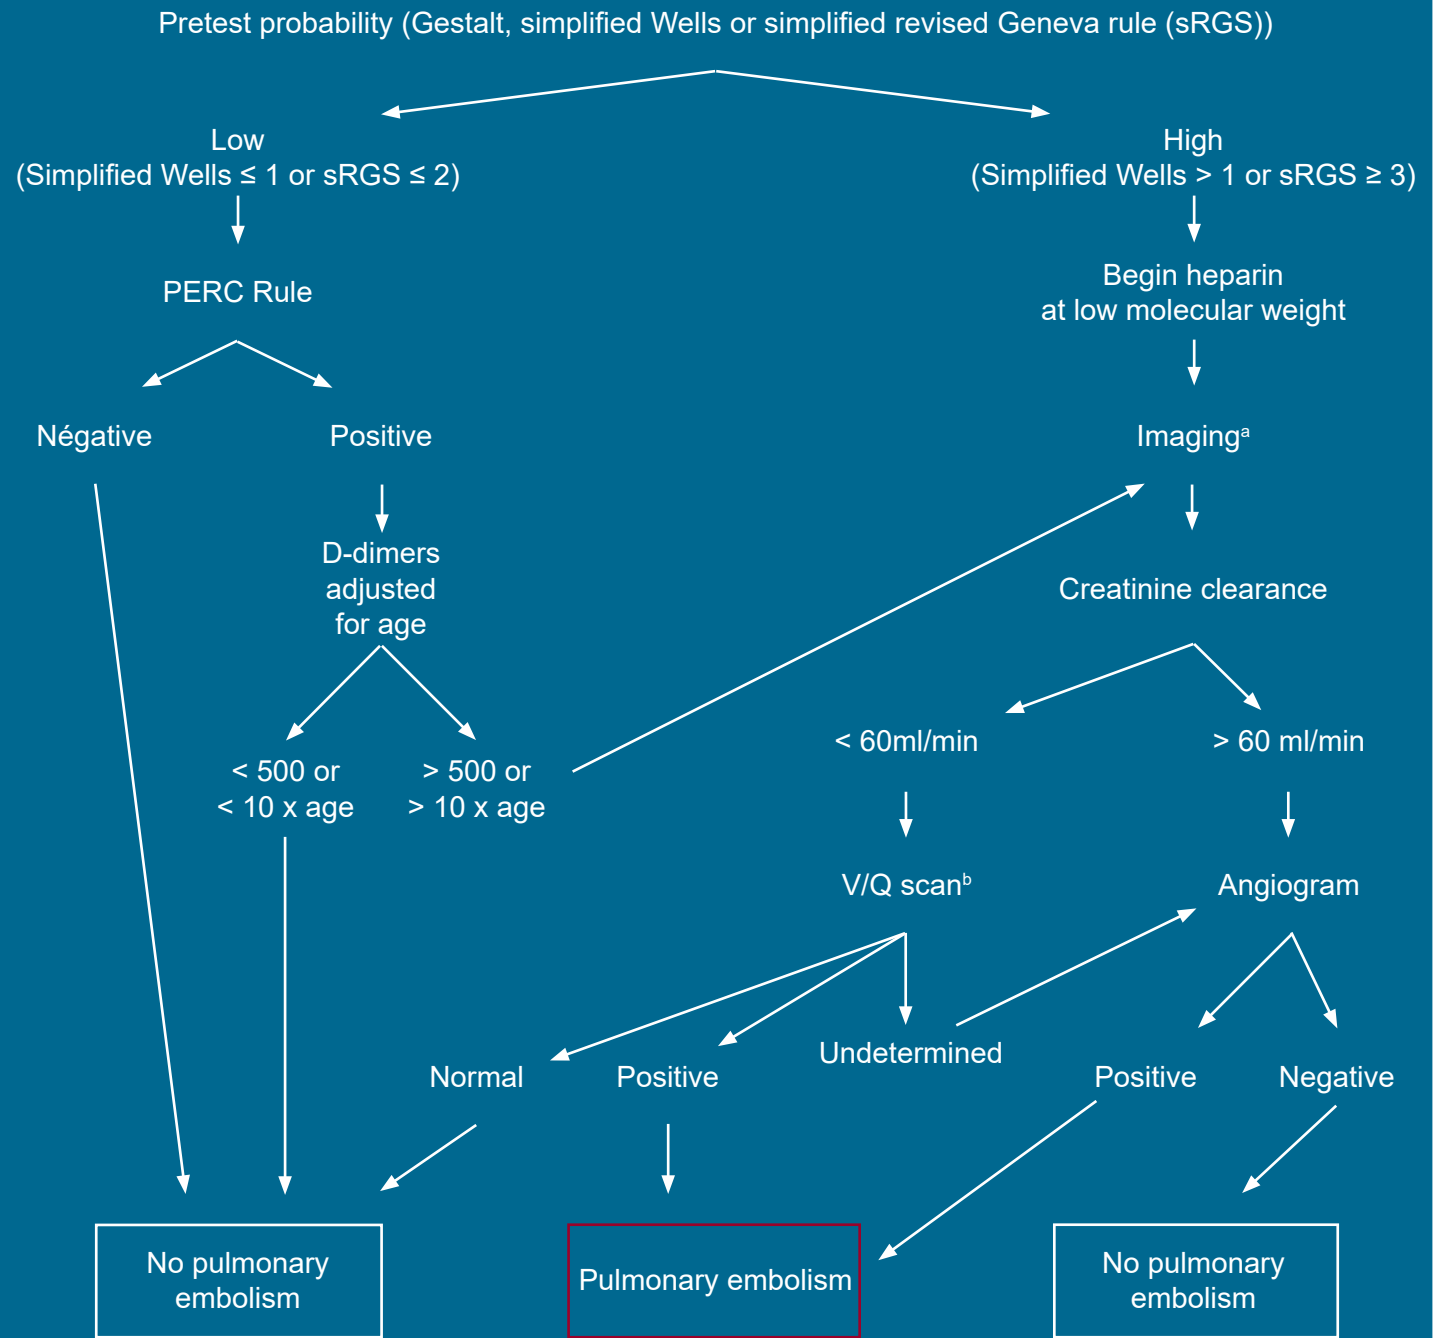 Pretest probability (Gestalt, simplified Wells or simplified revised Geneva rule (sRGS))
Low
(Simplified Wells ≤ 1 or sRGS ≤ 2)
High
(Simplified Wells > 1 or sRGS ≥ 3)
PERC Rule
Begin heparin
at low molecular weight
Négative
Positive
Imagingᵃ
D-dimers
adjusted
for age
Creatinine clearance
< 500 or
< 10 x age
> 500 or
> 10 x age
< 60ml/min
> 60 ml/min
V/Q scanᵇ
Angiogram
Normal
Positive
Undetermined
Positive
Negative
No pulmonary
embolism
Pulmonary embolism
No pulmonary
embolism